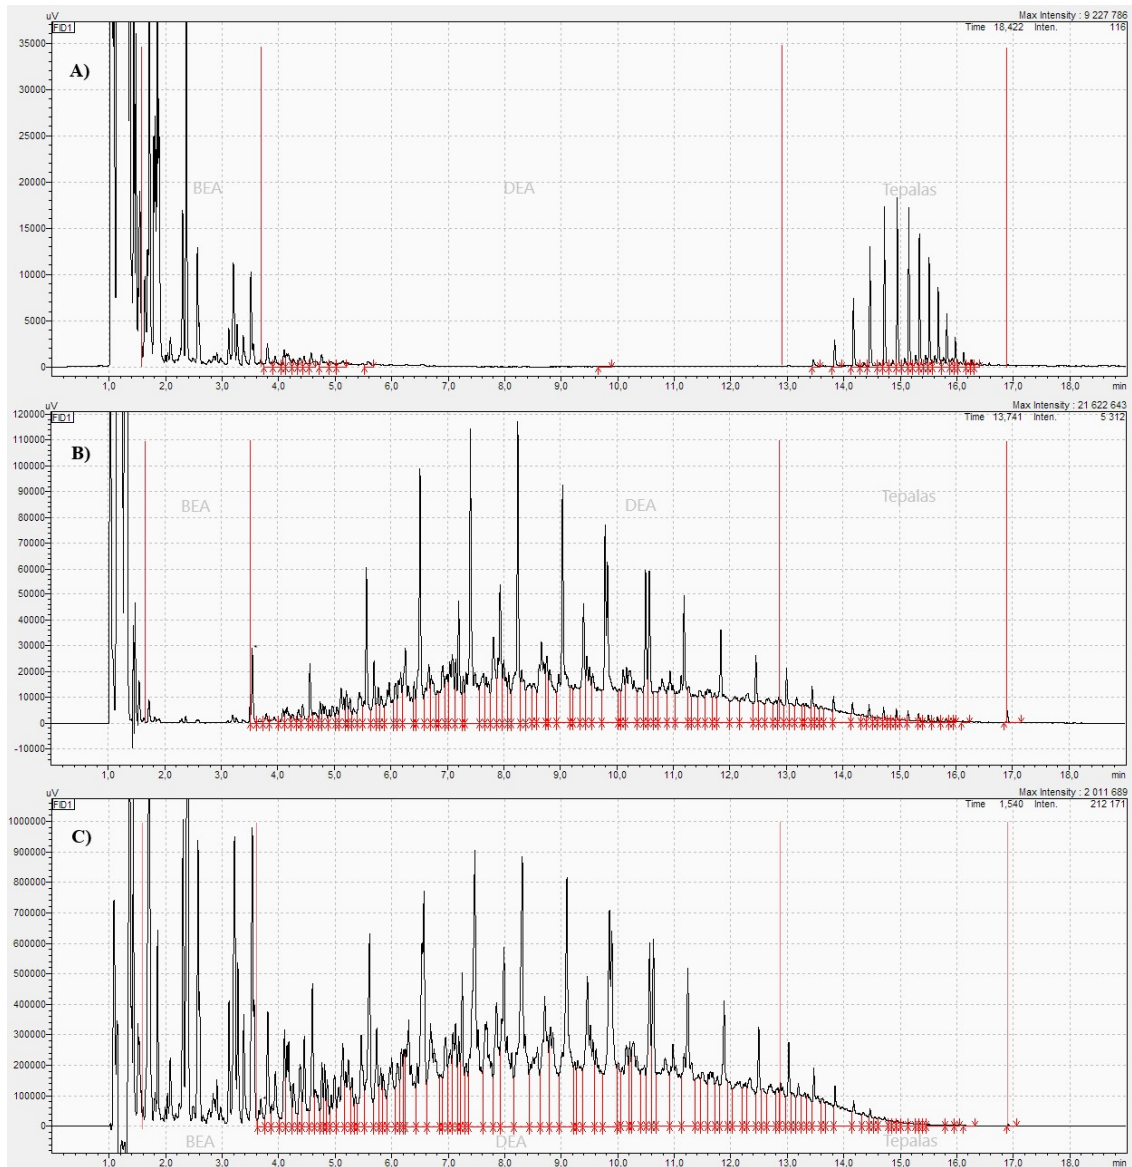 uV Max Intensity : 9 227 786
FID1 Time 18,422 Inten. 116
A)
35000
30000
25000
20000
15000
10000
5000
0
BEA DEA Tepalas
1,0 2,0 3,0 4,0 5,0 6,0 7,0 8,0 9,0 10,0 11,0 12,0 13,0 14,0 15,0 16,0 17,0 18,0 min
uV Max Intensity : 21 622 643
FID1 Time 13,741 Inten. 5 312
B)
120000
110000
100000
90000
80000
70000
60000
50000
40000
30000
20000
10000
0
-10000
BEA DEA Tepalas
1,0 2,0 3,0 4,0 5,0 6,0 7,0 8,0 9,0 10,0 11,0 12,0 13,0 14,0 15,0 16,0 17,0 18,0 min
uV Max Intensity : 2 011 689
FID1 Time 1,540 Inten. 212 171
C)
1000000
900000
800000
700000
600000
500000
400000
300000
200000
100000
0
BEA DEA Tepalas
1,0 2,0 3,0 4,0 5,0 6,0 7,0 8,0 9,0 10,0 11,0 12,0 13,0 14,0 15,0 16,0 17,0 18,0 min